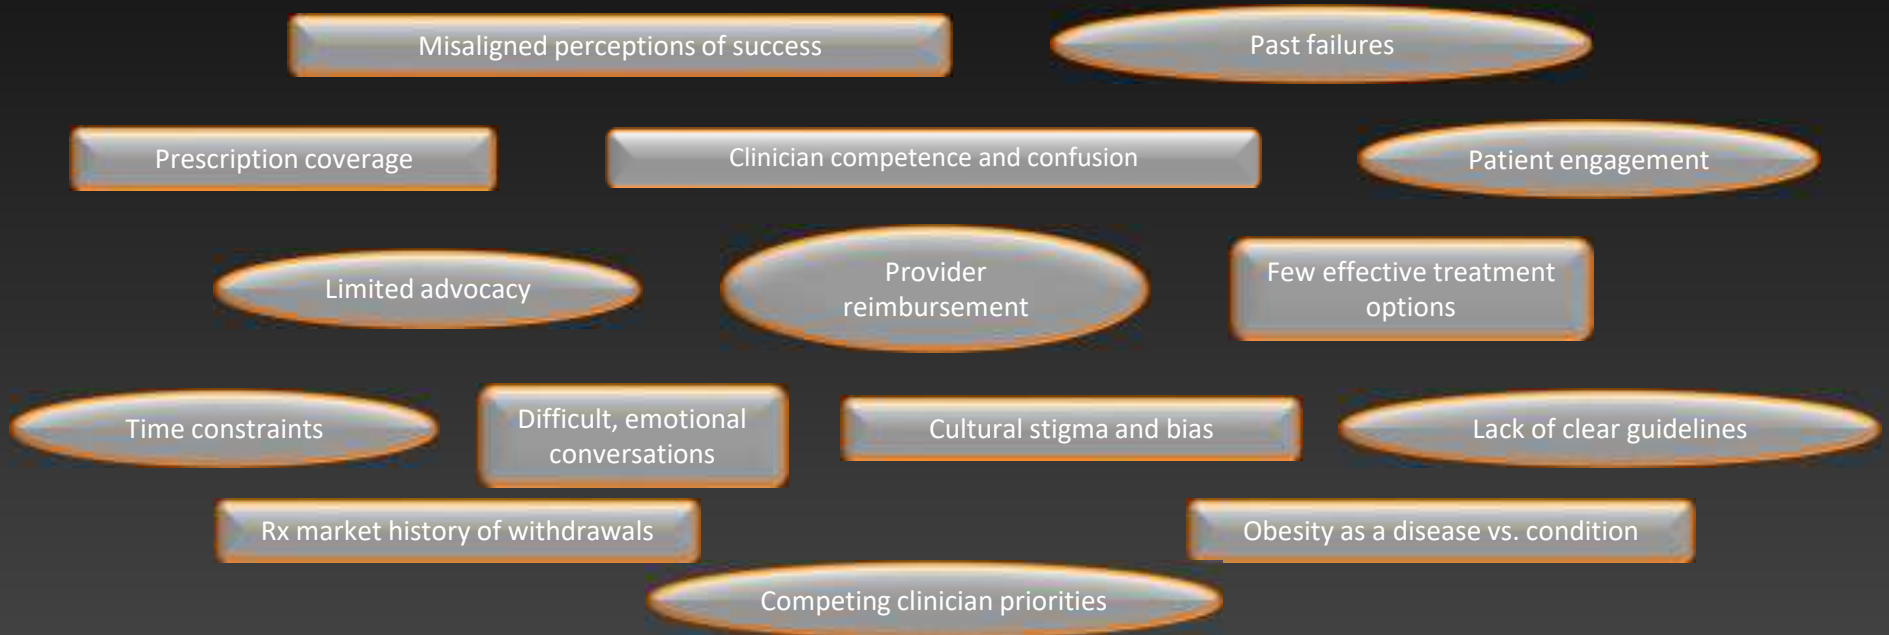 Misaligned perceptions of success
Past failures
Prescription coverage
Clinician competence and confusion
Patient engagement
Limited advocacy
Provider
reimbursement
Few effective treatment
options
Time constraints
Difficult, emotional
conversations
Cultural stigma and bias
Lack of clear guidelines
Rx market history of withdrawals
Obesity as a disease vs. condition
Competing clinician priorities